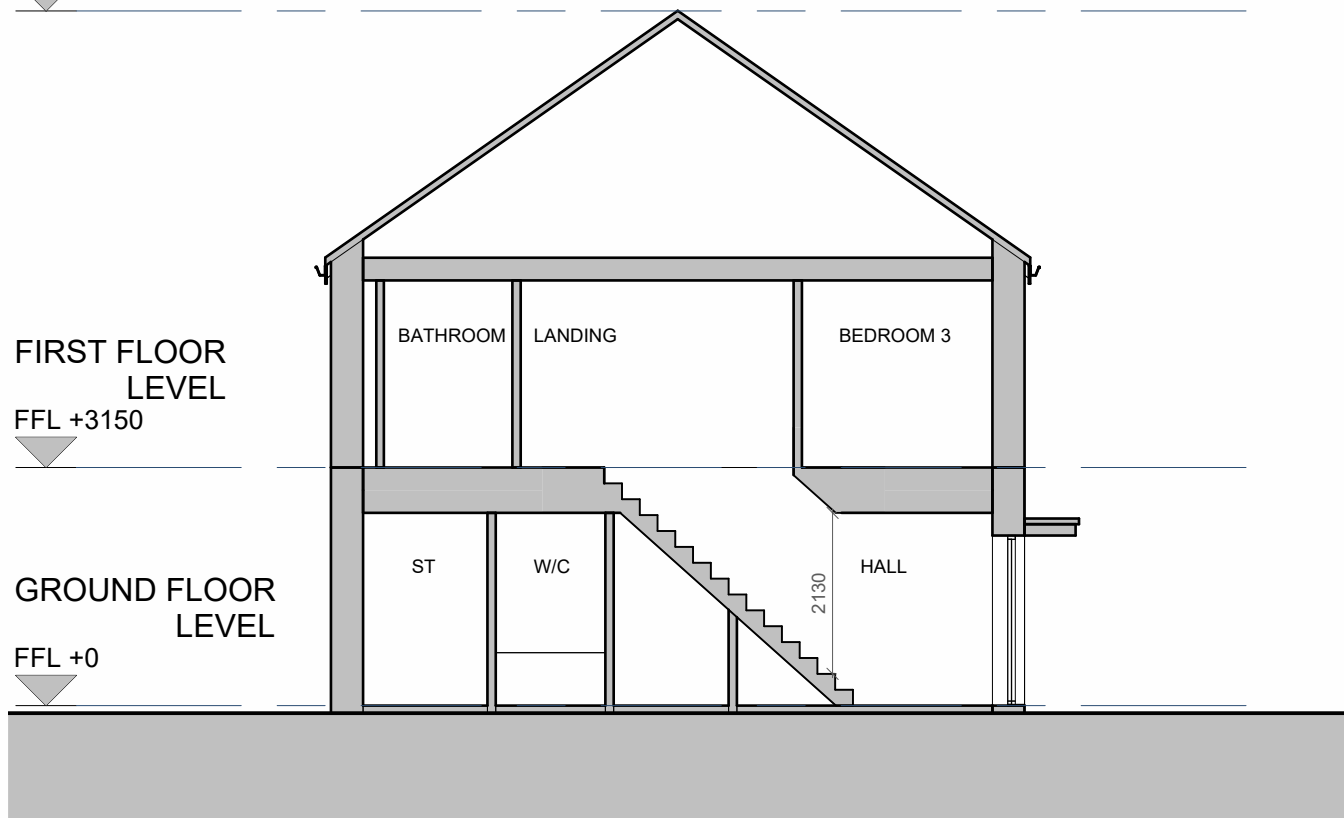 BATHROOM
LANDING
BEDROOM 3
FIRST FLOOR
LEVEL
FFL +3150
ST
W/C
HALL
2130
GROUND FLOOR
LEVEL
FFL +0